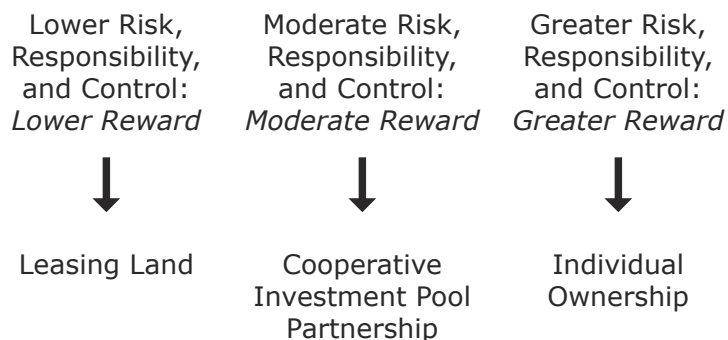 Lower Risk,
Responsibility,
and Control:
Lower Reward
Moderate Risk,
Responsibility,
and Control:
Moderate Reward
Greater Risk,
Responsibility,
and Control:
Greater Reward
Leasing Land
Cooperative
Investment Pool
Partnership
Individual
Ownership